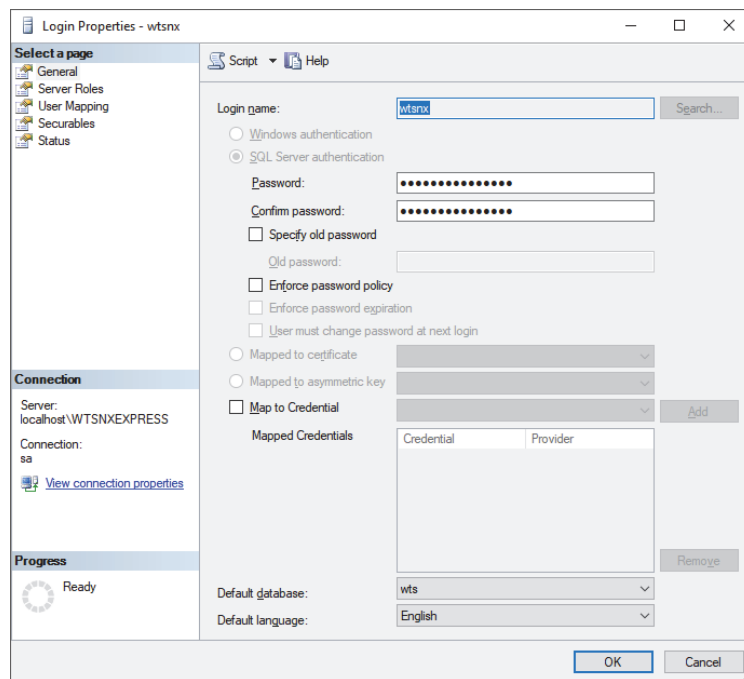 Login Properties - wtsnx
Select a page
General
Server Roles
User Mapping
Securables
Status
Script
Help
Login name:
wtsnx
Search...
Windows authentication
SQL Server authentication
Password:
Confirm password:
Specify old password
Old password:
Enforce password policy
Enforce password expiration
User must change password at next login
Mapped to certificate
Mapped to asymmetric key
Map to Credential
Add
Mapped Credentials
Credential Provider
Remove
Default database:
wts
Default language:
English
Connection
Server:
localhost\WTSNXEXPRESS
Connection:
sa
View connection properties
Progress
Ready
OK
Cancel